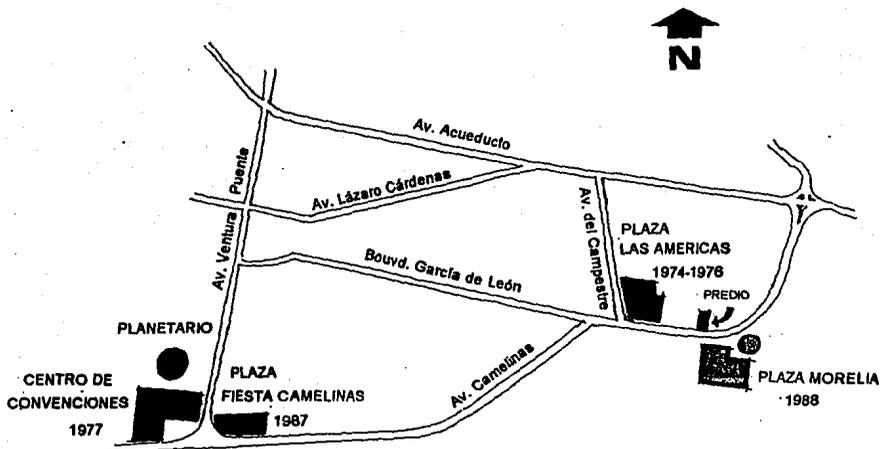 N
Av. Acueducto
Av. Lázaro Cárdenas
Av. Ventura Puente
Av. del Campestre
PLAZA
LAS AMERICAS
1974-1976
Bouvd. García de León
PREDIO
PLANETARIO
Av. Camelinas
CENTRO DE
CONVENCIONES
1977
PLAZA
FIESTA CAMELINAS
1987
PLAZA MORELIA
1988